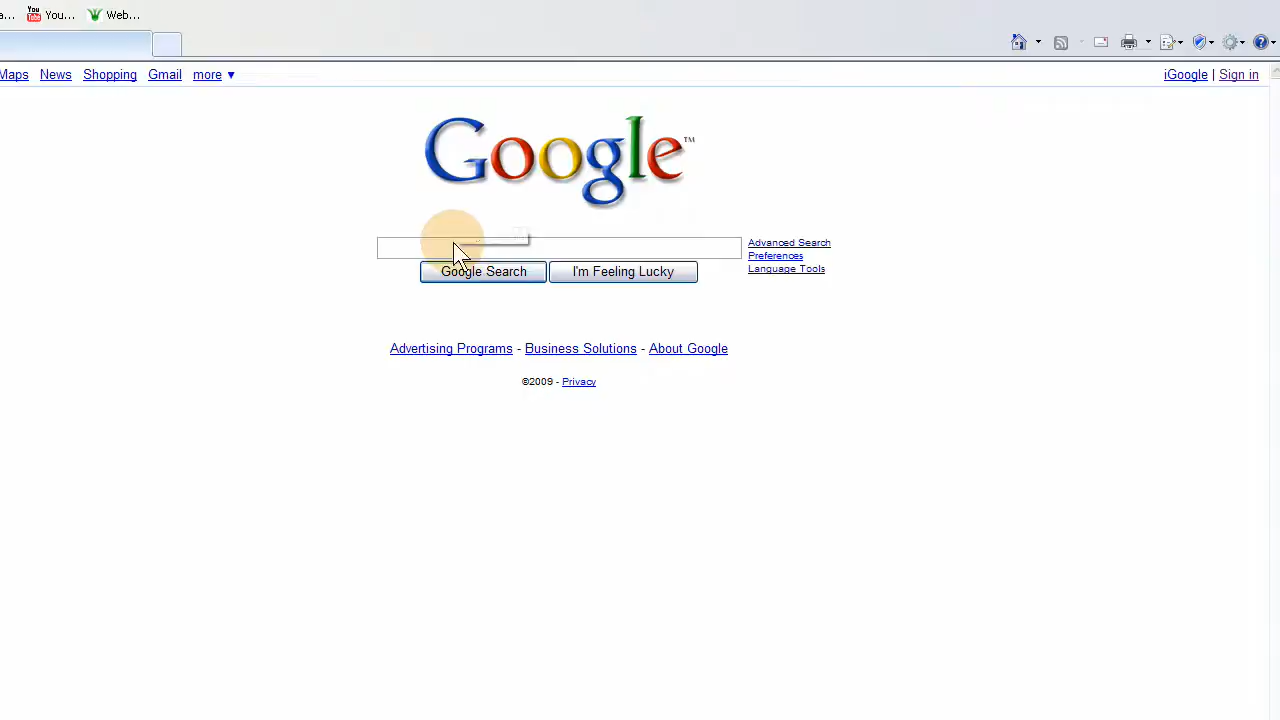 a... You... Web...
Maps News Shopping Gmail more ▼ iGoogle | Sign in
Google™
Advanced Search
Preferences
Language Tools
Google Search I'm Feeling Lucky
Advertising Programs - Business Solutions - About Google
©2009 - Privacy